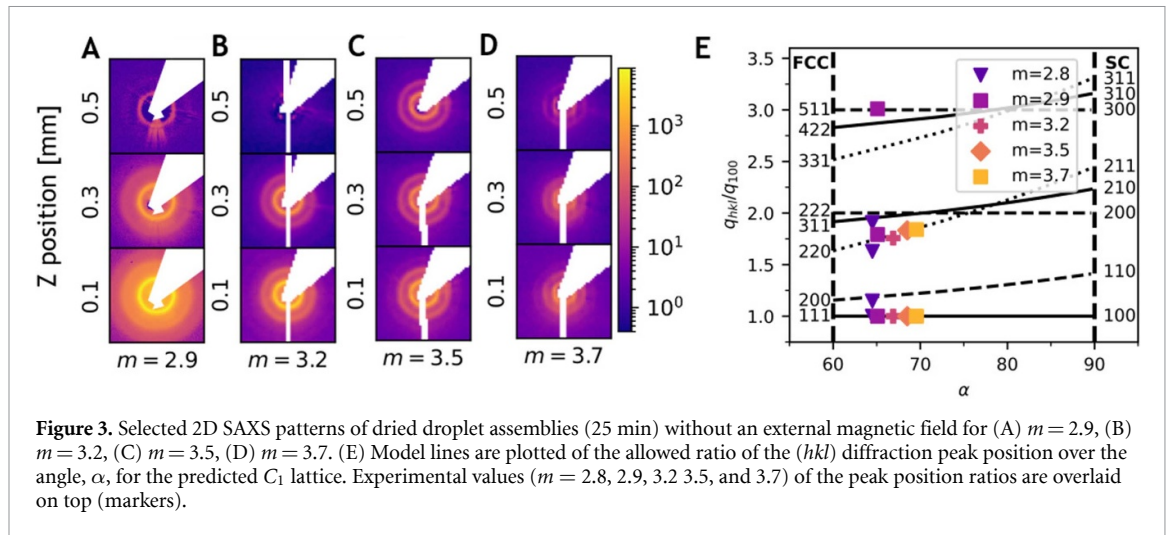 A
B
C
D
E
Z position [mm]
0.5
0.3
0.1
m = 2.9
0.5
0.3
0.1
m = 3.2
0.5
0.3
0.1
m = 3.5
0.5
0.3
0.1
m = 3.7
10³
10²
10¹
10⁰
q_hkl/q_100
3.5
3.0
2.5
2.0
1.5
1.0
FCC
511
422
331
222
311
220
200
111
m=2.8
m=2.9
m=3.2
m=3.5
m=3.7
SC
311
310
300
211
210
200
110
100
60 70 80 90
α
Figure 3. Selected 2D SAXS patterns of dried droplet assemblies (25 min) without an external magnetic field for (A) m = 2.9, (B)
m = 3.2, (C) m = 3.5, (D) m = 3.7. (E) Model lines are plotted of the allowed ratio of the (hkl) diffraction peak position over the
angle, α, for the predicted C₁ lattice. Experimental values (m = 2.8, 2.9, 3.2 3.5, and 3.7) of the peak position ratios are overlaid
on top (markers).